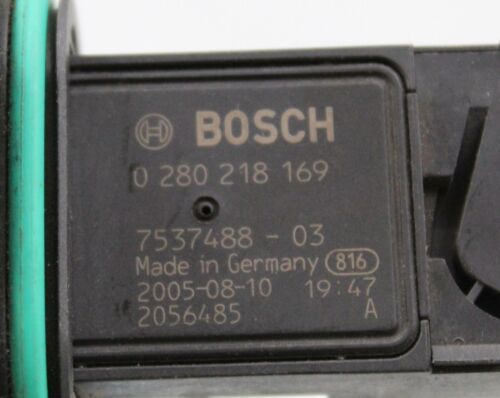 BOSCH
0 280 218 169
7537488 - 03
Made in Germany 816
2005-08-10 19:47
2056485 A